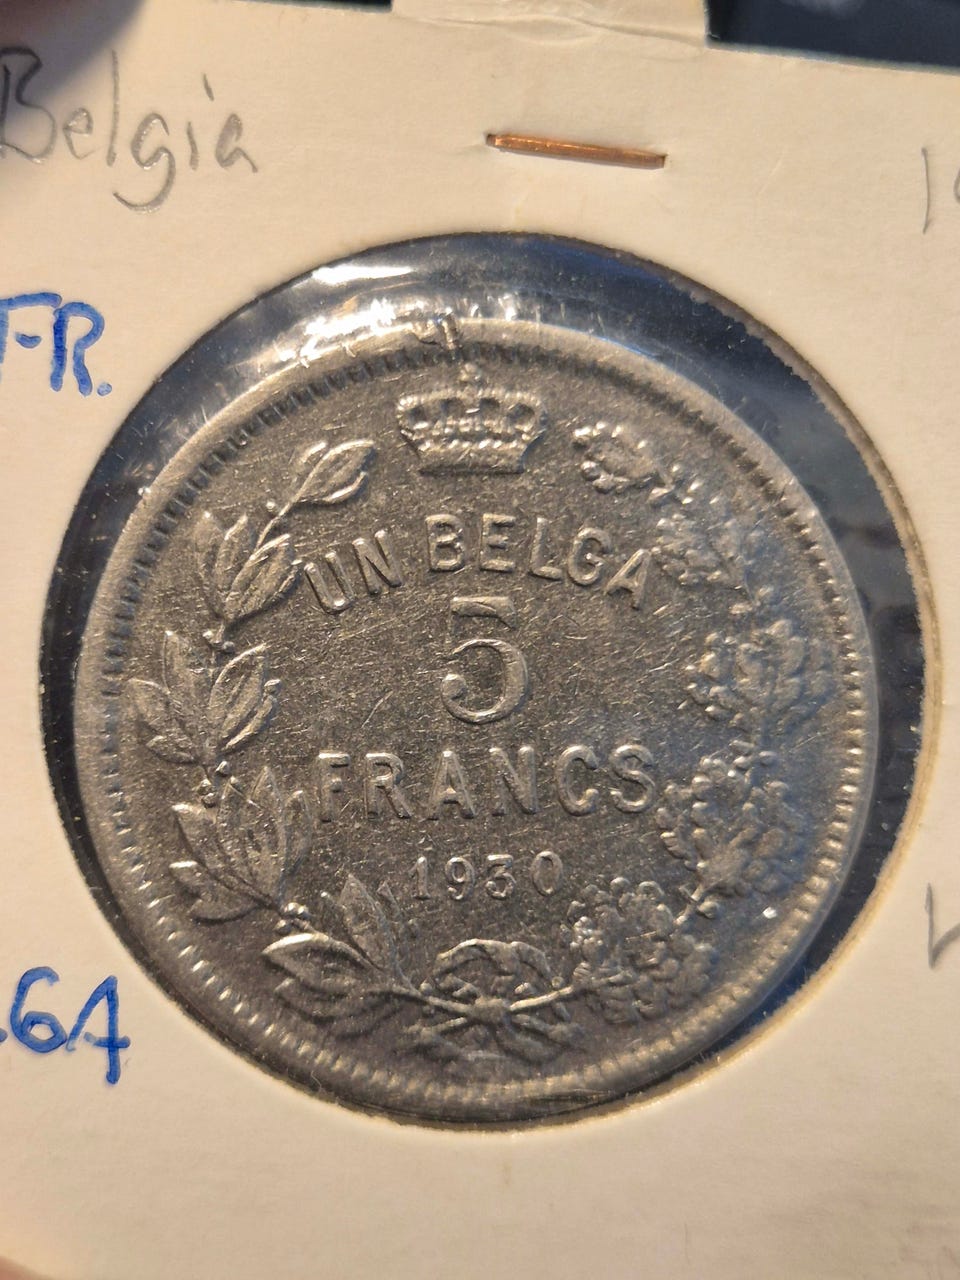 Belgia
FR.
UN BELGA
5
FRANCS
1930